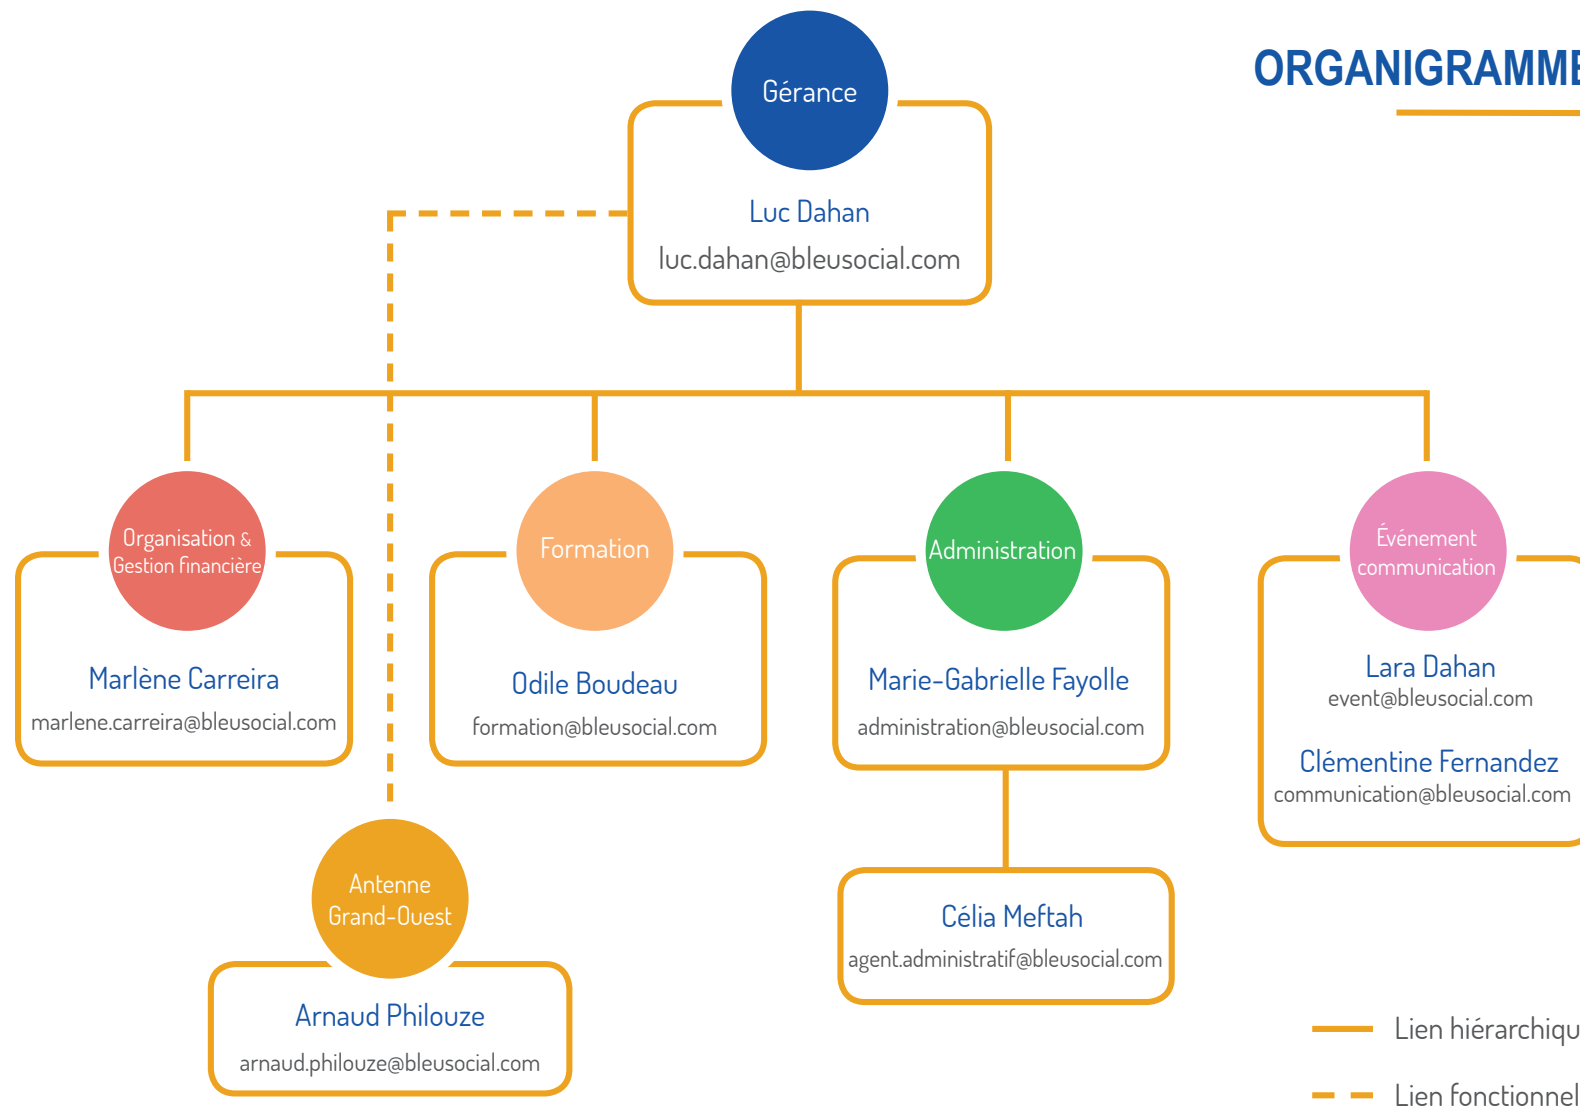 ORGANIGRAMME
Gérance
Luc Dahan
luc.dahan@bleusocial.com
Organisation &
Gestion financière
Marlène Carreira
marlene.carreira@bleusocial.com
Formation
Odile Boudeau
formation@bleusocial.com
Administration
Marie-Gabrielle Fayolle
administration@bleusocial.com
Événement
communication
Lara Dahan
event@bleusocial.com
Clémentine Fernandez
communication@bleusocial.com
Antenne
Grand-Ouest
Arnaud Philouze
arnaud.philouze@bleusocial.com
Célia Meftah
agent.administratif@bleusocial.com
Lien hiérarchiqu
Lien fonctionnel